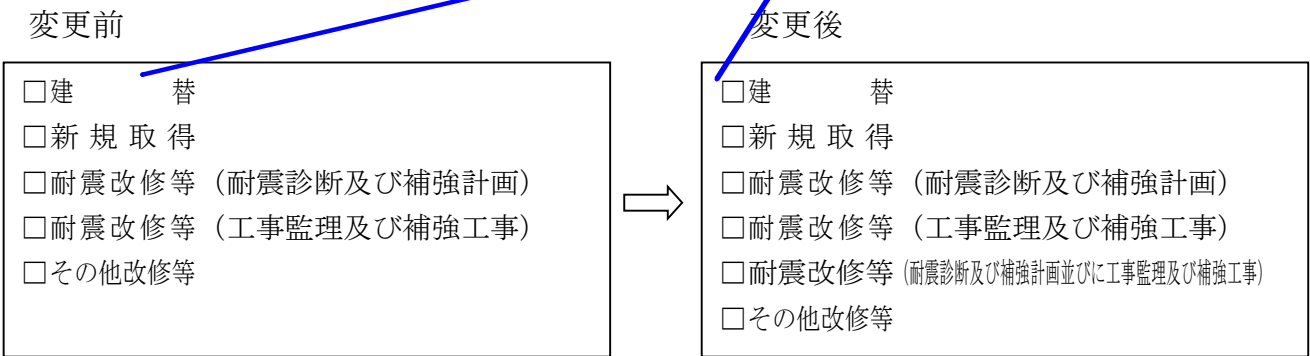 変更前
□建　　　替
□新 規 取 得
□耐震改修等（耐震診断及び補強計画）
□耐震改修等（工事監理及び補強工事）
□その他改修等
変更後
□建　　　替
□新 規 取 得
□耐震改修等（耐震診断及び補強計画）
□耐震改修等（工事監理及び補強工事）
□耐震改修等（耐震診断及び補強計画並びに工事監理及び補強工事）
□その他改修等